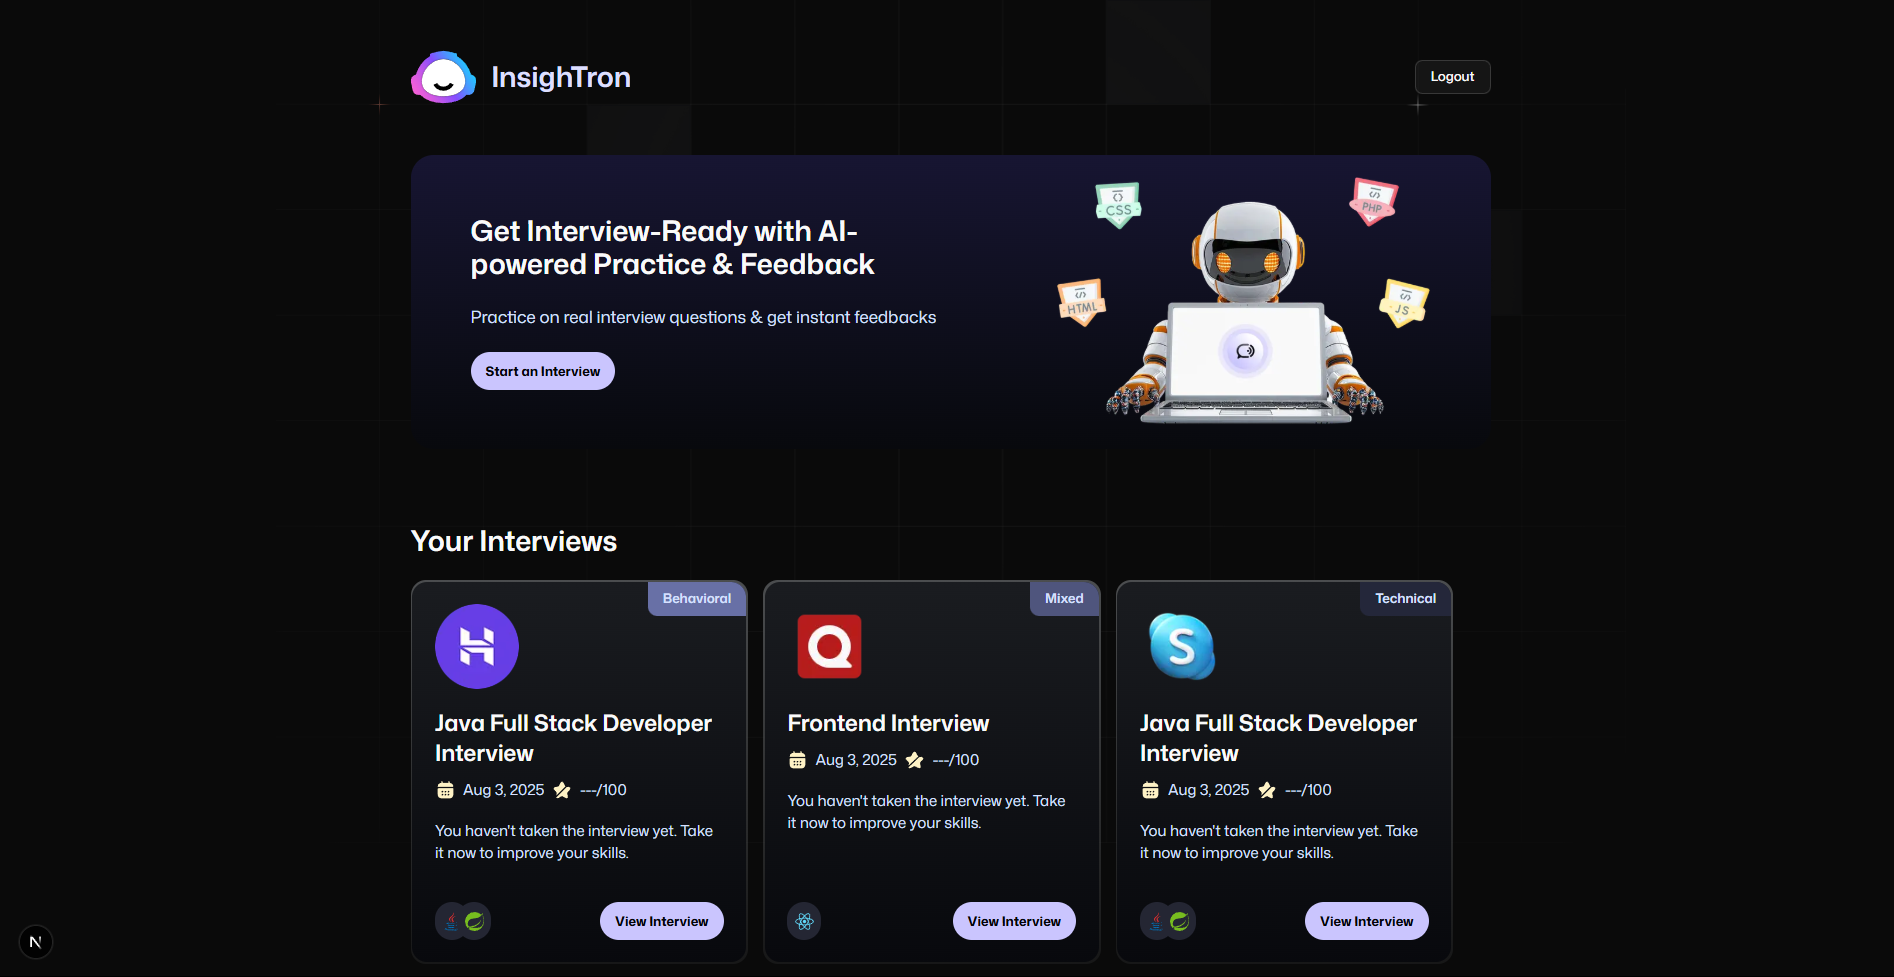 InsighTron
Logout
Get Interview-Ready with AI-
powered Practice & Feedback
Practice on real interview questions & get instant feedbacks
Start an Interview
CSS
PHP
HTML
JS
Your Interviews
Behavioral
Java Full Stack Developer
Interview
Aug 3, 2025 ---/100
You haven't taken the interview yet. Take
it now to improve your skills.
View Interview
Mixed
Frontend Interview
Aug 3, 2025 ---/100
You haven't taken the interview yet. Take
it now to improve your skills.
View Interview
Technical
S
Java Full Stack Developer
Interview
Aug 3, 2025 ---/100
You haven't taken the interview yet. Take
it now to improve your skills.
View Interview
N